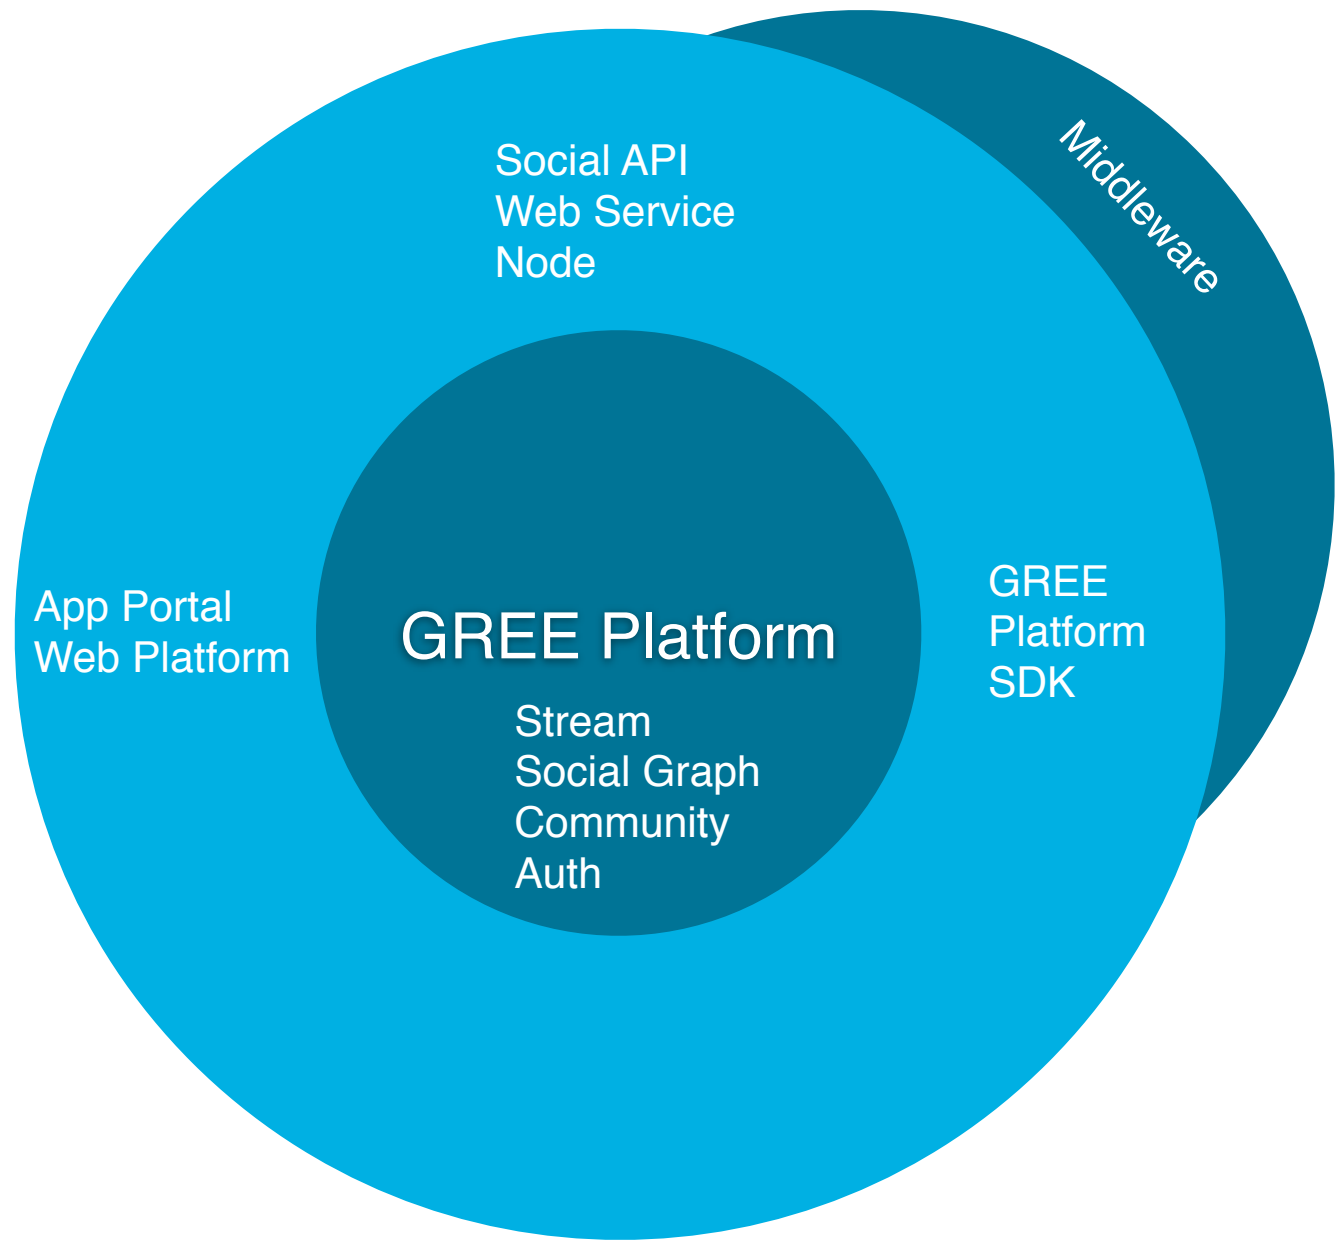 Social API
Web Service
Node
Middleware
App Portal
Web Platform
GREE Platform
Stream
Social Graph
Community
Auth
GREE
Platform
SDK